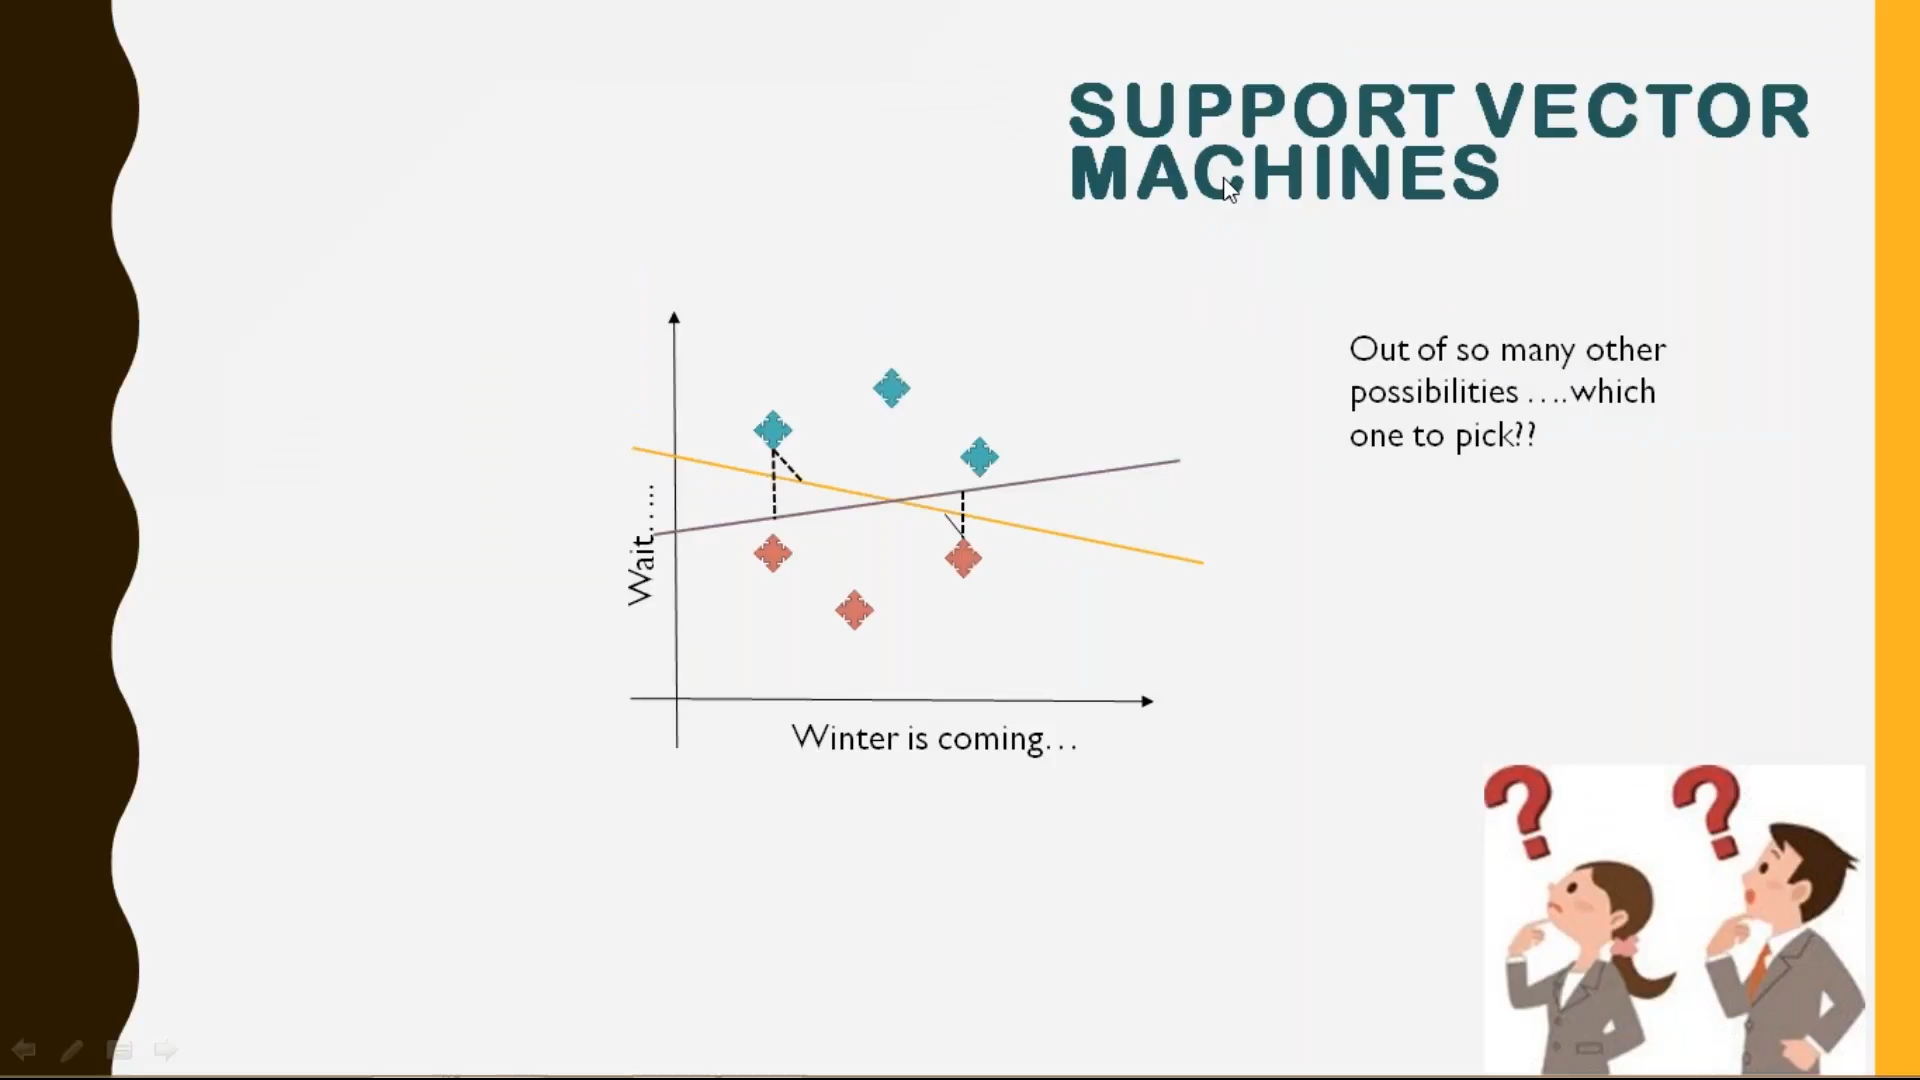 SUPPORT VECTOR
MACHINES
Out of so many other
possibilities ....which
one to pick??
Wait......
Winter is coming...
? ?